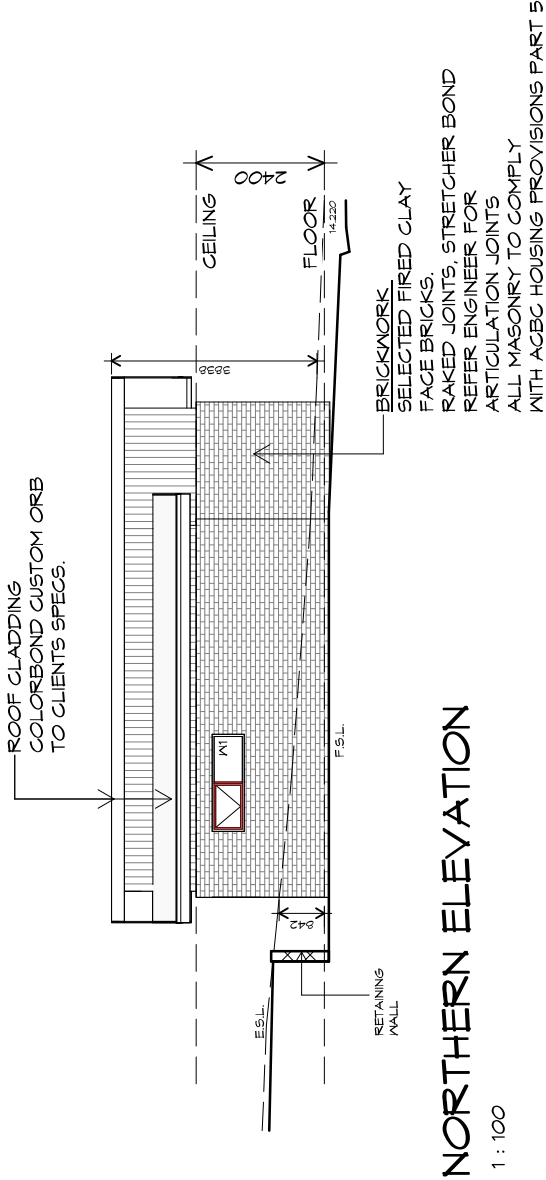 ROOF CLADDING
COLORBOND CUSTOM ORB
TO CLIENTS SPECS.
3838
CEILING
2400
FLOOR
14.220
W1
E.S.L.
842
F.S.L.
RETAINING
WALL
BRICKWORK
SELECTED FIRED CLAY
FACE BRICKS.
RAKED JOINTS, STRETCHER BOND
REFER ENGINEER FOR
ARTICULATION JOINTS
ALL MASONRY TO COMPLY
WITH ACBC HOUSING PROVISIONS PART 5
NORTHERN ELEVATION
1 : 100